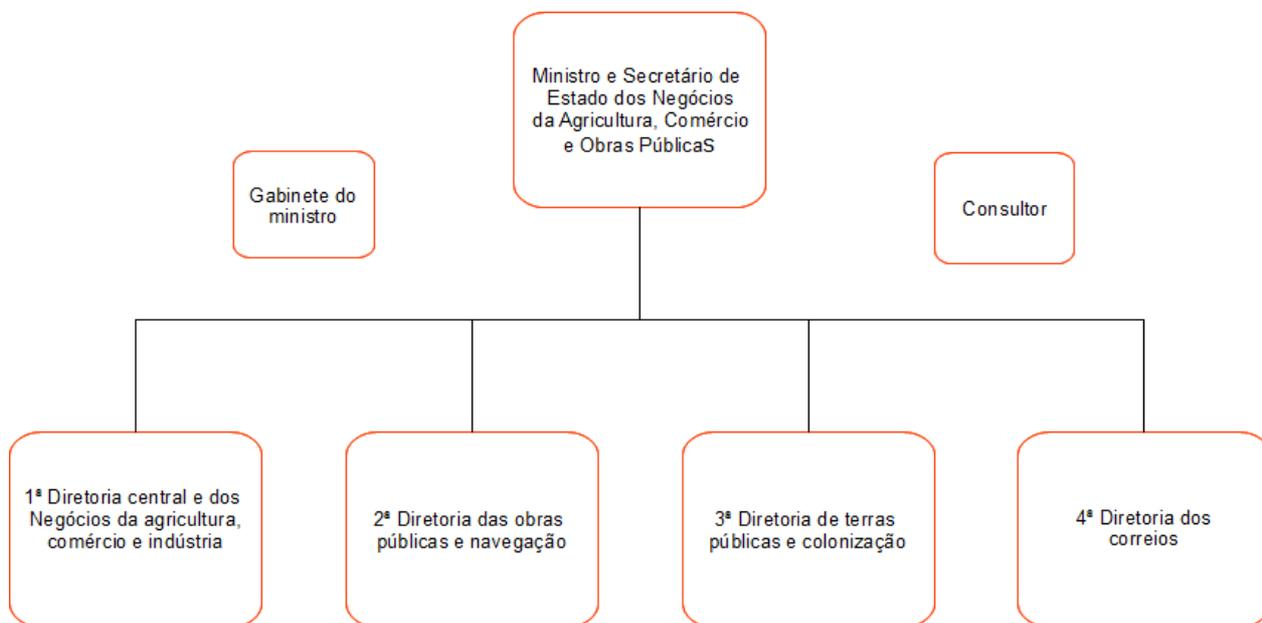 Ministro e Secretário de
Estado dos Negócios
da Agricultura, Comércio
e Obras PúblicaS
Gabinete do
ministro
Consultor
1ª Diretoria central e dos
Negócios da agricultura,
comércio e indústria
2ª Diretoria das obras
públicas e navegação
3ª Diretoria de terras
públicas e colonização
4ª Diretoria dos
correios